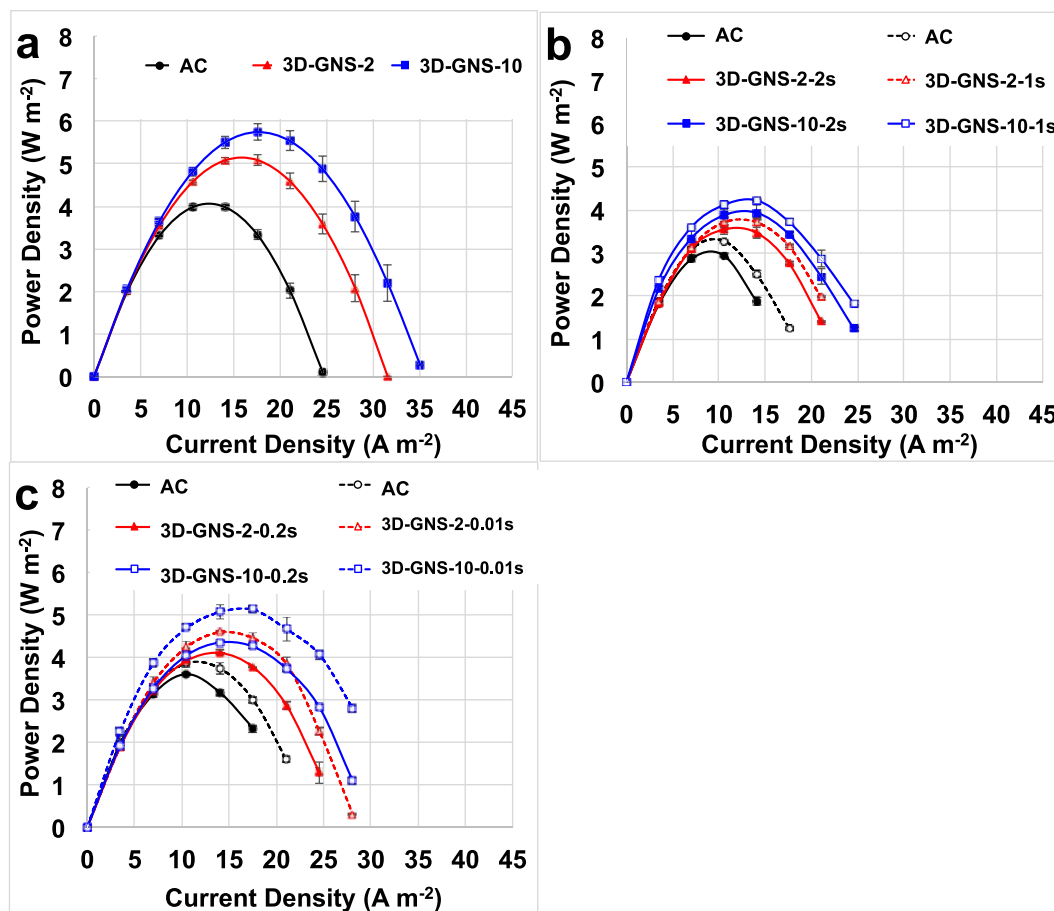 a
AC 3D-GNS-2 3D-GNS-10
8
7
6
5
4
3
2
1
0
Power Density (W m-2)
0 5 10 15 20 25 30 35 40 45
Current Density (A m-2)
b
AC AC
3D-GNS-2-2s 3D-GNS-2-1s
3D-GNS-10-2s 3D-GNS-10-1s
8
7
6
5
4
3
2
1
0
Power Density (W m-2)
0 5 10 15 20 25 30 35 40 45
Current Density (A m-2)
c
AC AC
3D-GNS-2-0.2s 3D-GNS-2-0.01s
3D-GNS-10-0.2s 3D-GNS-10-0.01s
8
7
6
5
4
3
2
1
0
Power Density (W m-2)
0 5 10 15 20 25 30 35 40 45
Current Density (A m-2)